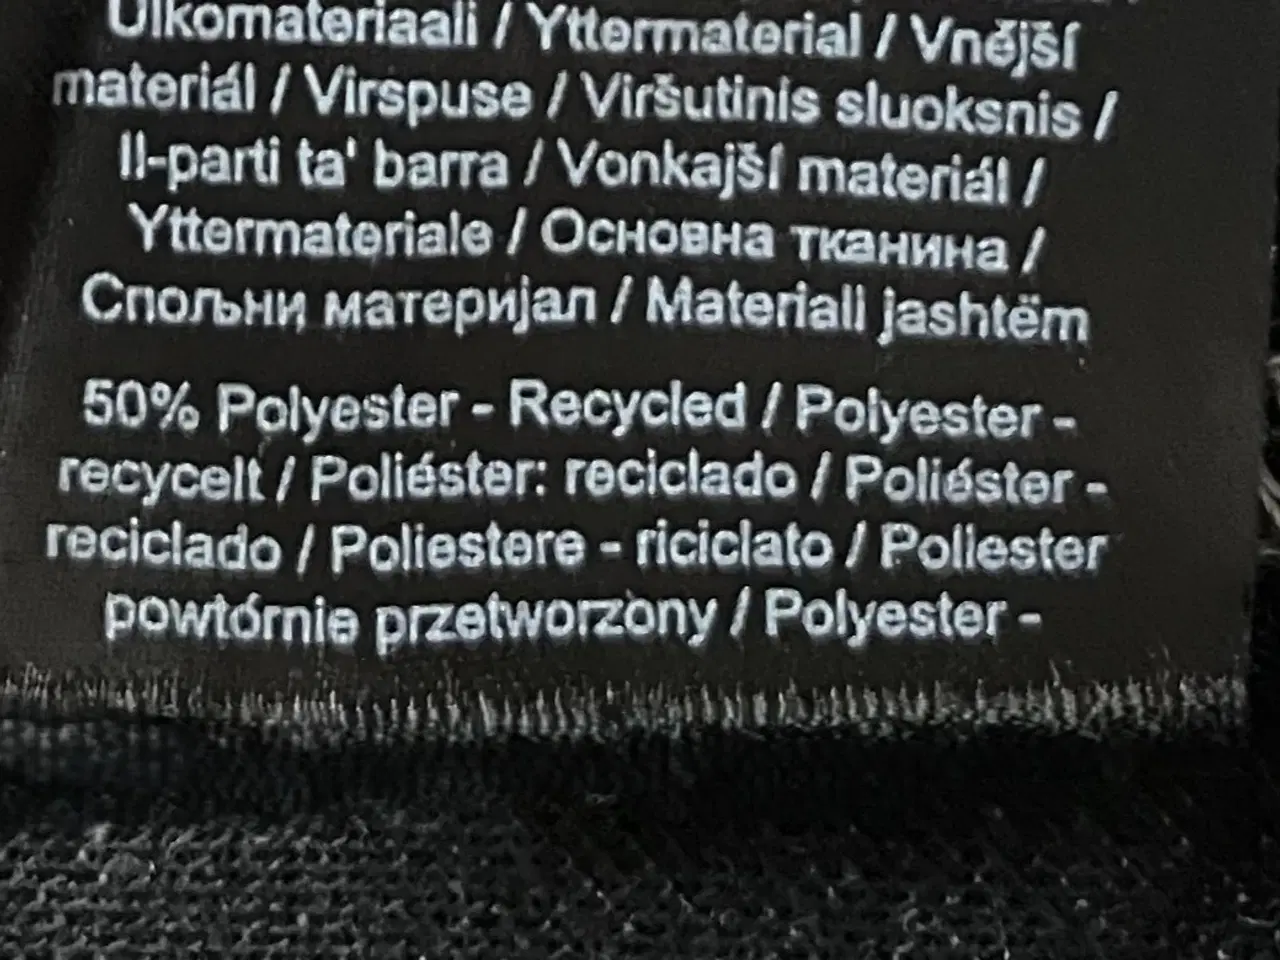 Ulkomateriaali / Yttermaterial / Vnější
materiál / Virspuse / Viršutinis sluoksnis /
Il-parti ta' barra / Vonkajší materiál /
Yttermateriale / Основна тканина /
Спољни материјал / Materiali jashtëm
50% Polyester - Recycled / Polyester -
recycelt / Poliéster: reciclado / Poliéster -
reciclado / Poliestere - riciclato / Poliester
powtórnie przetworzony / Polyester -